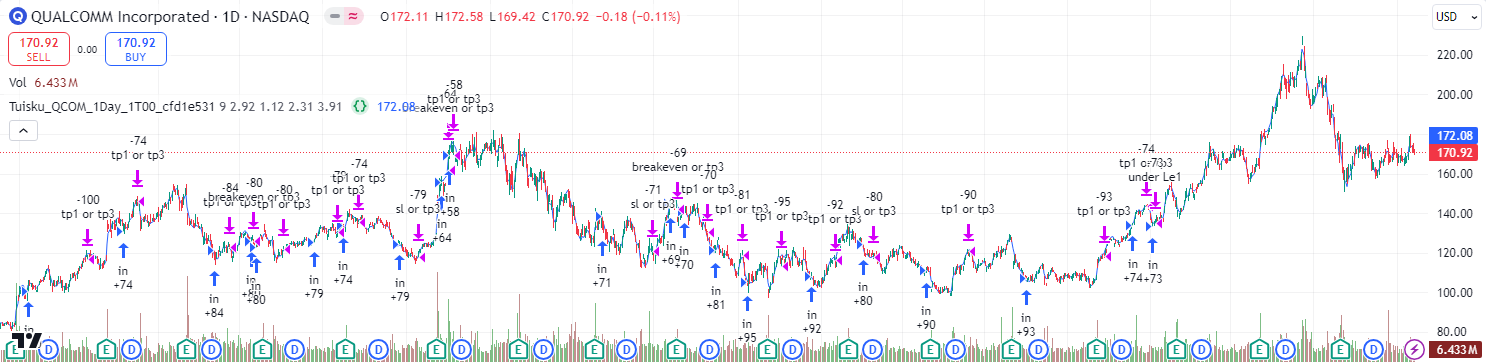 QUALCOMM Incorporated · 1D · NASDAQ O172.11 H172.58 L169.42 C170.92 −0.18 (−0.11%)
USD
170.92
SELL
0.00
170.92
BUY
Vol 6.433M
Tuisku_QCOM_1Day_1T00_cfd1e531 9 2.92 1.12 2.31 3.91 172.08
220.00
200.00
172.08
170.92
160.00
140.00
120.00
100.00
80.00
6.433M
-100
tp1 or tp3
-74
tp1 or tp3
-84
-80
breakeven or tp3
-80
tp1 or tp3
-74
tp1 or tp3
-79
sl or tp3
-58
tp1 or tp3
breakeven or tp3
-71
sl or tp3
-69
breakeven or tp3
-70
tp1 or tp3
-81
tp1 or tp3
-95
tp1 or tp3
-92
tp1 or tp3
-80
sl or tp3
-90
tp1 or tp3
-93
tp1 or tp3
-74
under Le1
in
in
+74
in
+84
in
+80
in
+79
in
+74
in
+79
in
+58
in
+64
in
+71
in
+69
in
+70
in
+81
in
+95
in
+92
in
+80
in
+90
in
+93
in
+74
in
+73
D E D E D E D E D E D E D E D E D E D E D E D E D E D E D E D E D E D